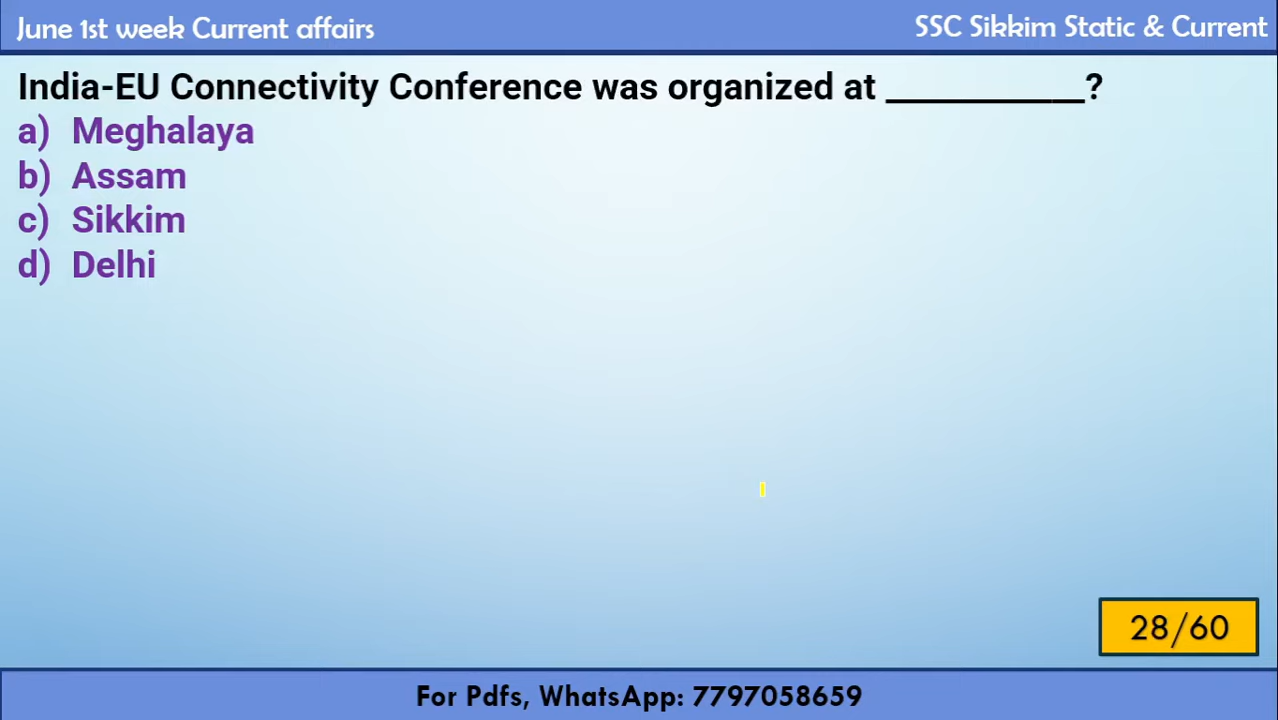 June 1st week Current affairs
SSC Sikkim Static & Current
India-EU Connectivity Conference was organized at __________?
a) Meghalaya
b) Assam
c) Sikkim
d) Delhi
28/60
For Pdfs, WhatsApp: 7797058659